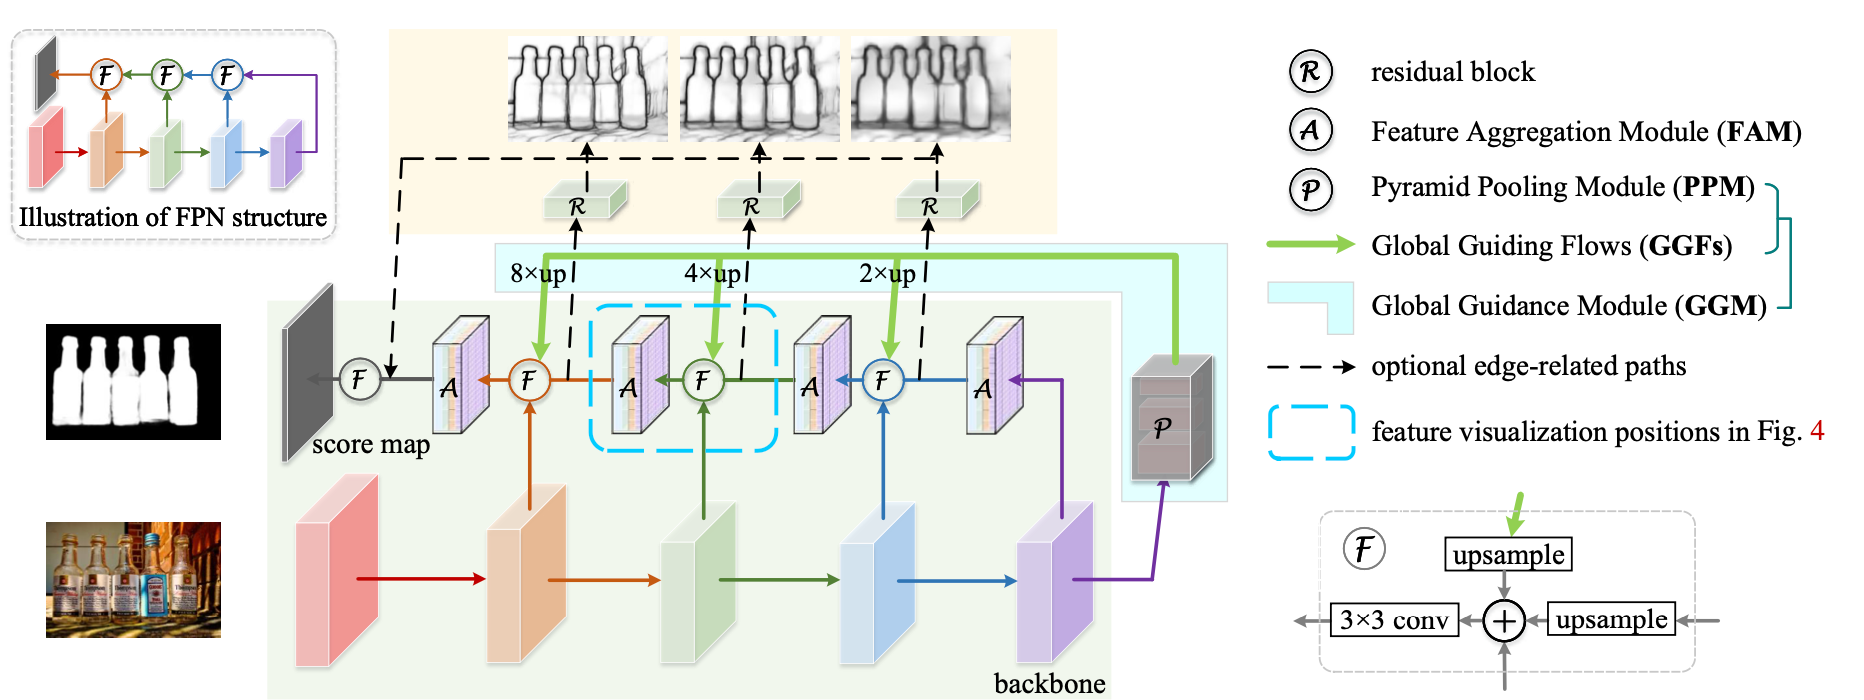 F F F
Illustration of FPN structure
R R R
8×up 4×up 2×up
F A F A F A F A
P
score map
backbone
R residual block
A Feature Aggregation Module (FAM)
P Pyramid Pooling Module (PPM)
Global Guiding Flows (GGFs)
Global Guidance Module (GGM)
optional edge-related paths
feature visualization positions in Fig. 4
F
upsample
3×3 conv + upsample